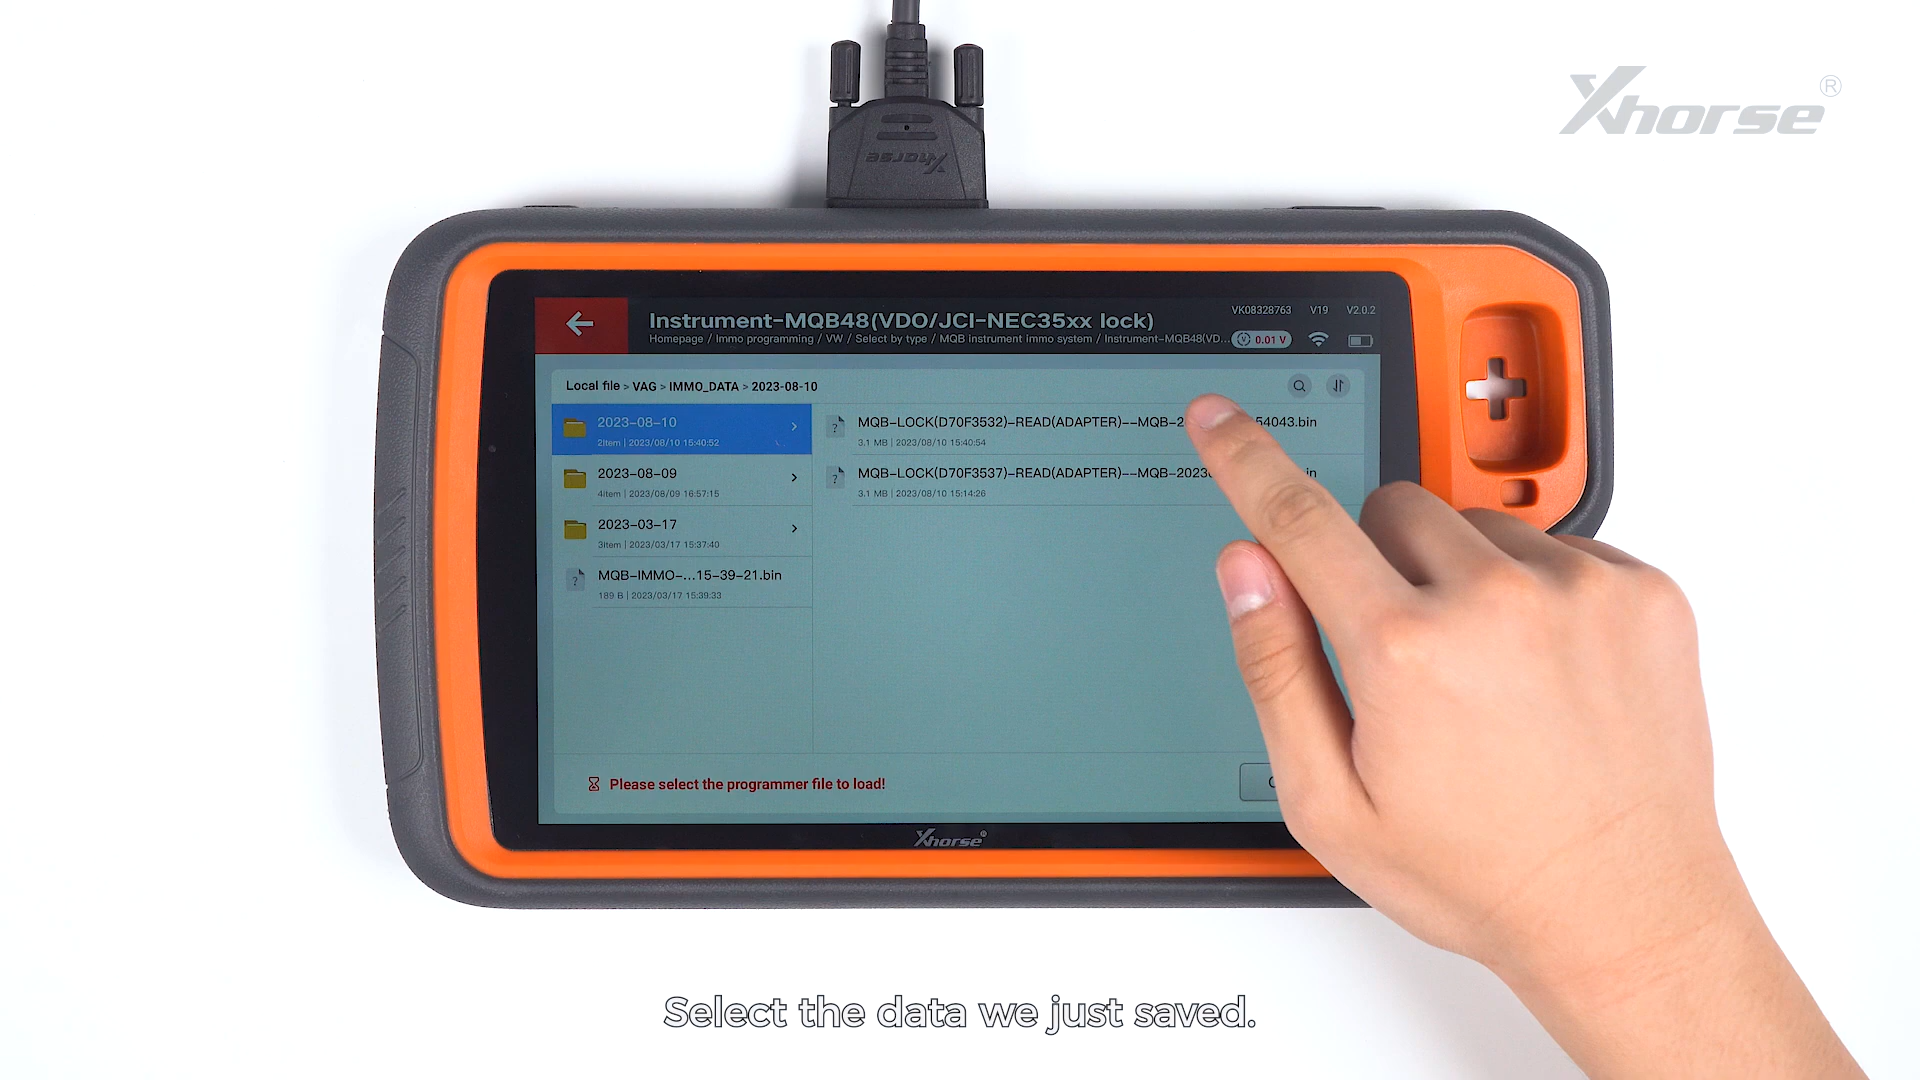 Xhorse®
Xhorse
Instrument-MQB48(VDO/JCI-NEC35xx lock)
VK08328763 V19 V2.0.2
Homepage / Immo programming / VW / Select by type / MQB instrument immo system / Instrument-MQB48(VD...
0.01 V
Local file > VAG > IMMO_DATA > 2023-08-10
2023-08-10
2item | 2023/08/10 15:40:52
2023-08-09
4item | 2023/08/09 16:57:15
2023-03-17
3item | 2023/03/17 15:37:40
MQB-IMMO-...15-39-21.bin
189 B | 2023/03/17 15:39:33
MQB-LOCK(D70F3532)-READ(ADAPTER)--MQB-2 54043.bin
3.1 MB | 2023/08/10 15:40:54
MQB-LOCK(D70F3537)-READ(ADAPTER)--MQB-2023 in
3.1 MB | 2023/08/10 15:14:26
Please select the programmer file to load!
Xhorse®
Select the data we just saved.